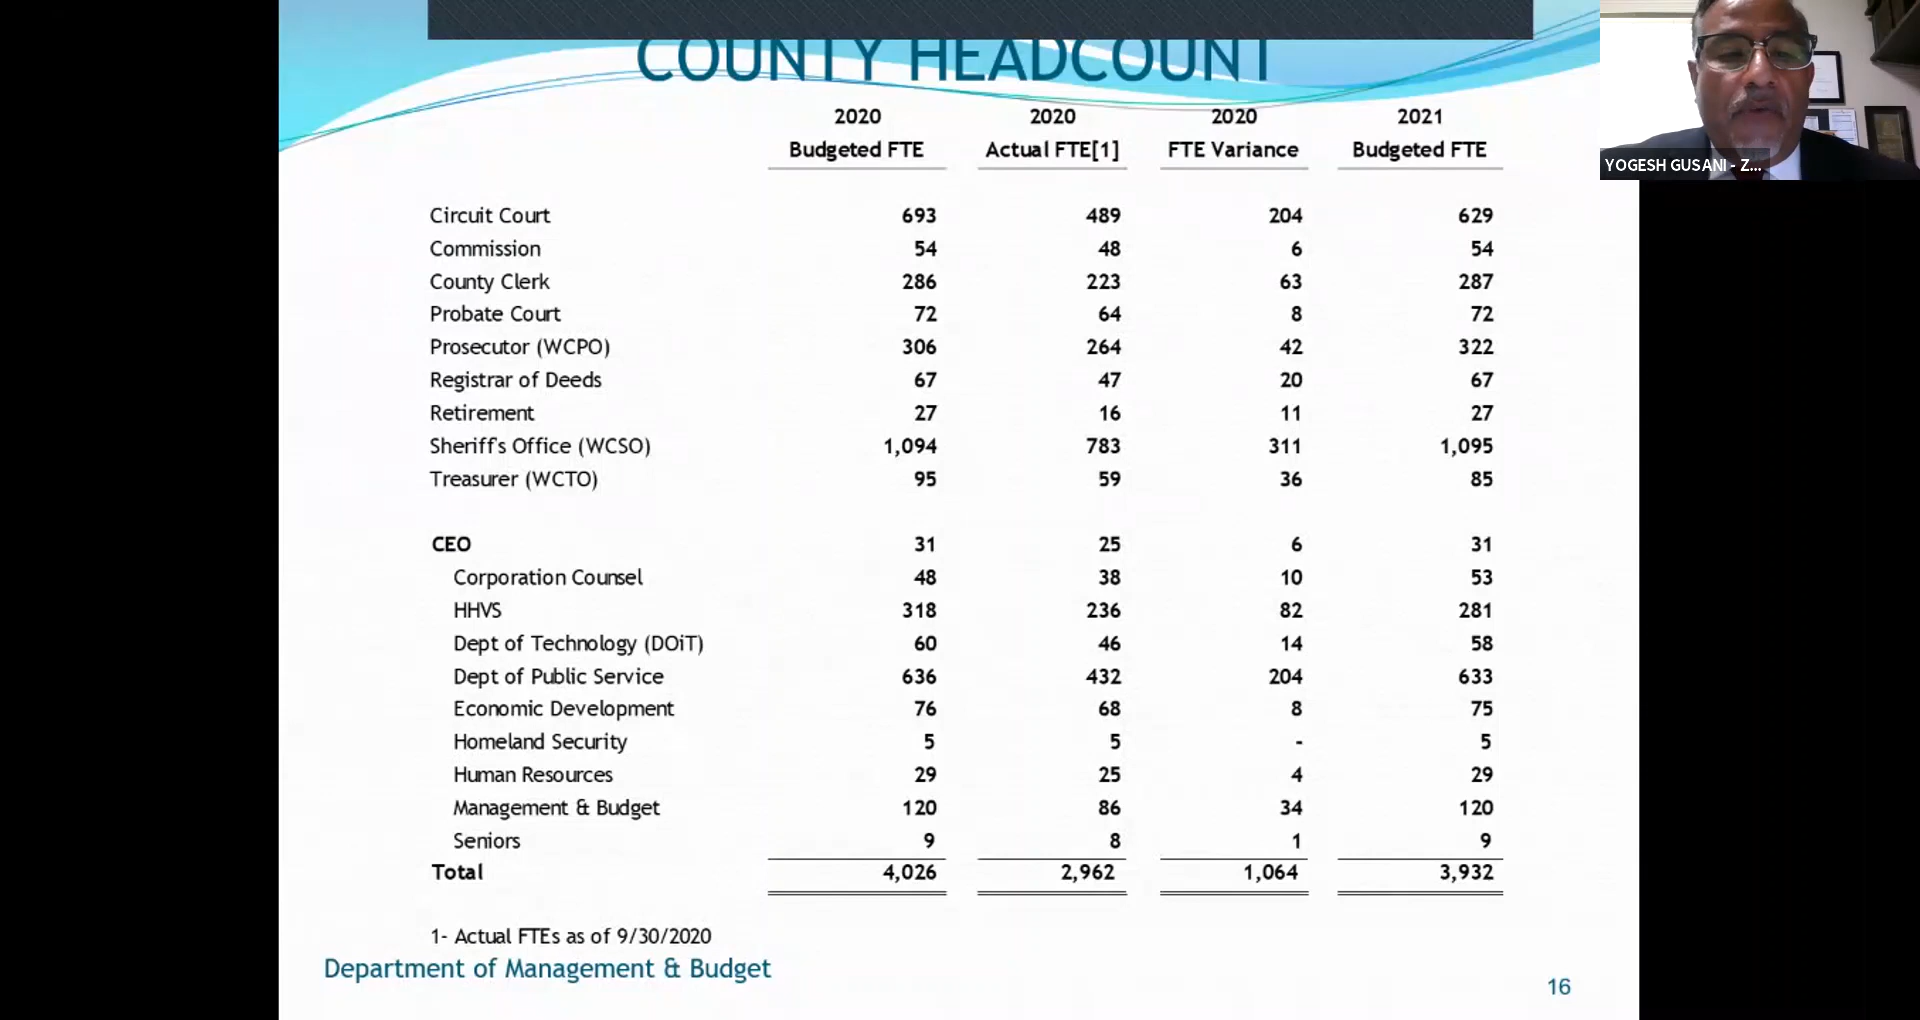 COUNTY HEADCOUNT
2020 2020 2020 2021
Budgeted FTE Actual FTE[1] FTE Variance Budgeted FTE
Circuit Court 693 489 204 629
Commission 54 48 6 54
County Clerk 286 223 63 287
Probate Court 72 64 8 72
Prosecutor (WCPO) 306 264 42 322
Registrar of Deeds 67 47 20 67
Retirement 27 16 11 27
Sheriff's Office (WCSO) 1,094 783 311 1,095
Treasurer (WCTO) 95 59 36 85
CEO 31 25 6 31
Corporation Counsel 48 38 10 53
HHVS 318 236 82 281
Dept of Technology (DOiT) 60 46 14 58
Dept of Public Service 636 432 204 633
Economic Development 76 68 8 75
Homeland Security 5 5 - 5
Human Resources 29 25 4 29
Management & Budget 120 86 34 120
Seniors 9 8 1 9
Total 4,026 2,962 1,064 3,932
1- Actual FTEs as of 9/30/2020
Department of Management & Budget
16
YOGESH GUSANI - Z...